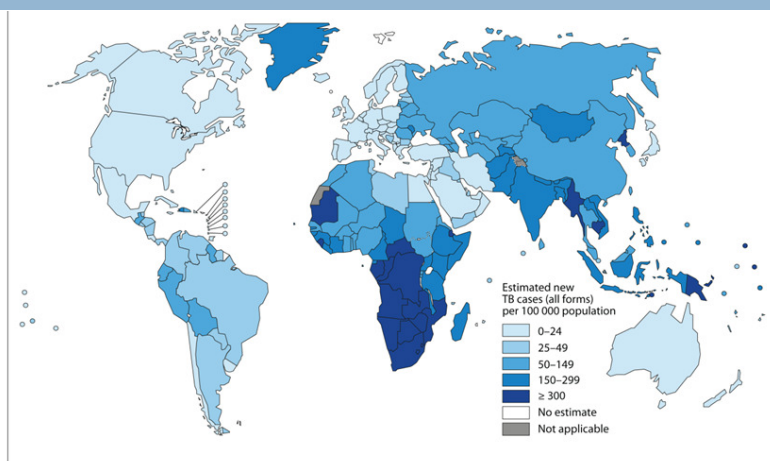 Estimated new
TB cases (all forms)
per 100 000 population
0–24
25–49
50–149
150–299
≥ 300
No estimate
Not applicable